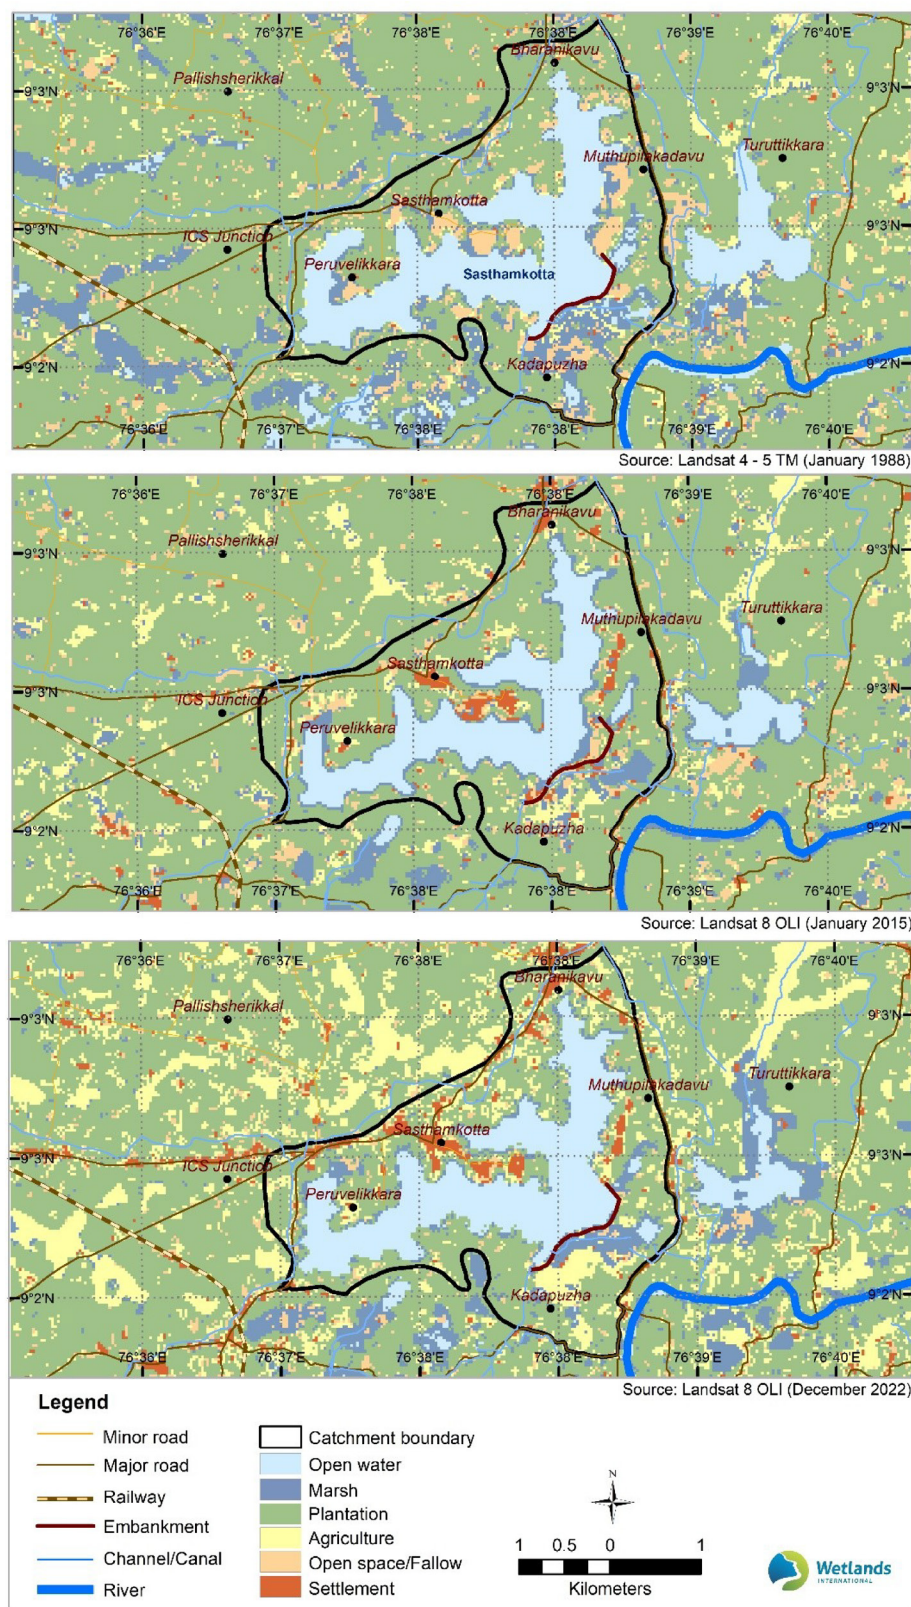 76°36'E 76°37'E 76°38'E 76°38'E 76°39'E 76°40'E
Bharanikavu
Pallishsherikkal
9°3'N 9°3'N
Turuttikkara
Muthupilakadavu
Sasthamkotta
9°3'N 9°3'N
ICS Junction
Peruvelikkara
Sasthamkotta
Kadapuzha
9°2'N 9°2'N
76°36'E 76°37'E 76°38'E 76°38'E 76°39'E 76°40'E
Source: Landsat 4 - 5 TM (January 1988)
76°36'E 76°37'E 76°38'E 76°38'E 76°39'E 76°40'E
Bharanikavu
Pallishsherikkal
9°3'N 9°3'N
Turuttikkara
Muthupilakadavu
Sasthamkotta
9°3'N 9°3'N
ICS Junction
Peruvelikkara
9°2'N 9°2'N
Kadapuzha
76°36'E 76°37'E 76°38'E 76°38'E 76°39'E 76°40'E
Source: Landsat 8 OLI (January 2015)
76°36'E 76°37'E 76°38'E 76°38'E 76°39'E 76°40'E
Bharanikavu
Pallishsherikkal
9°3'N 9°3'N
Turuttikkara
Muthupilakadavu
Sasthamkotta
9°3'N 9°3'N
ICS Junction
Peruvelikkara
Kadapuzha
9°2'N 9°2'N
76°36'E 76°37'E 76°38'E 76°38'E 76°39'E 76°40'E
Source: Landsat 8 OLI (December 2022)
Legend
Minor road
Major road
Railway
Embankment
Channel/Canal
River
Catchment boundary
Open water
Marsh
Plantation
Agriculture
Open space/Fallow
Settlement
N
1 0.5 0 1
Kilometers
Wetlands
INTERNATIONAL